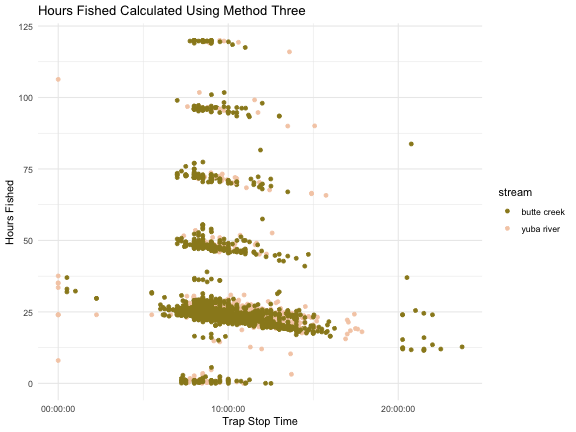 Hours Fished Calculated Using Method Three
125
100
75
50
25
0
Hours Fished
00:00:00
10:00:00
20:00:00
Trap Stop Time
stream
butte creek
yuba river